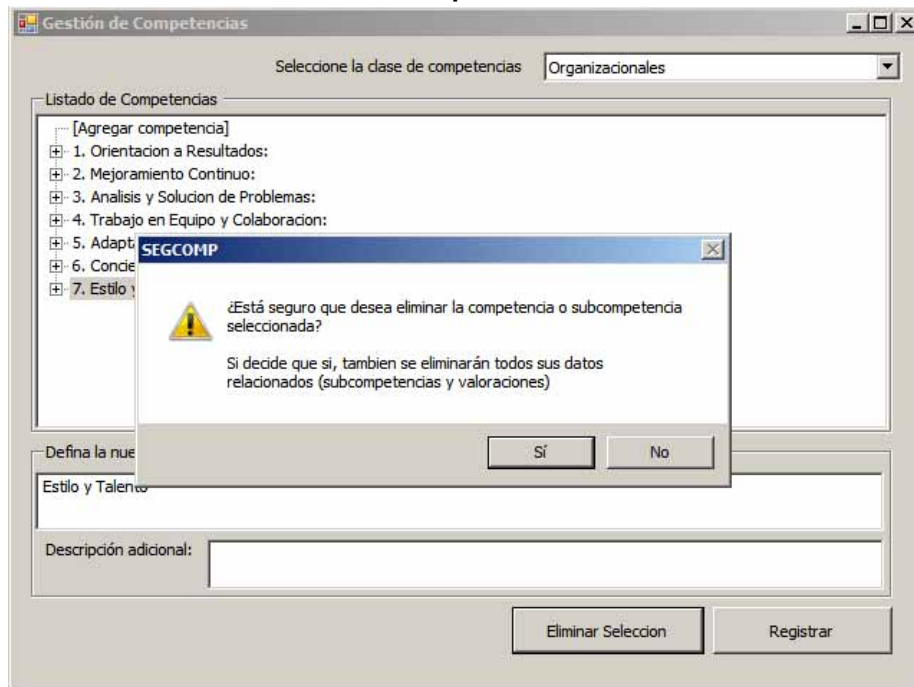 Gestión de Competencias
Seleccione la clase de competencias Organizacionales
Listado de Competencias
[Agregar competencia]
1. Orientacion a Resultados:
2. Mejoramiento Continuo:
3. Analisis y Solucion de Problemas:
4. Trabajo en Equipo y Colaboracion:
5. Adapt
6. Concie
7. Estilo y
SEGCOMP
¿Está seguro que desea eliminar la competencia o subcompetencia
seleccionada?
Si decide que si, tambien se eliminarán todos sus datos
relacionados (subcompetencias y valoraciones)
Sí No
Defina la nue
Estilo y Talento
Descripción adicional:
Eliminar Seleccion Registrar